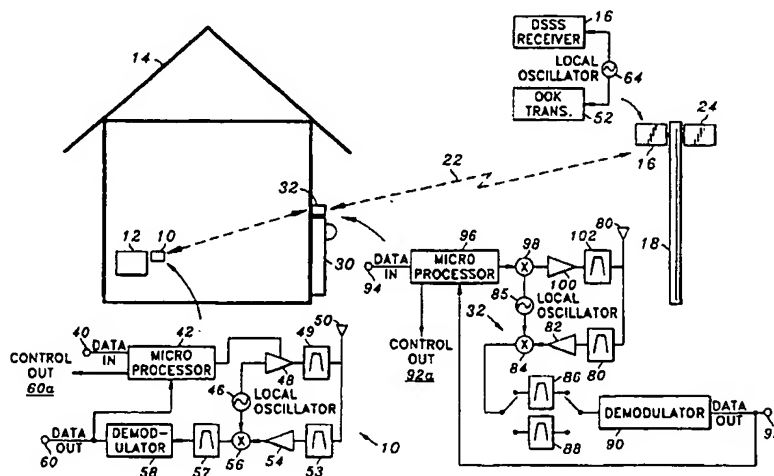 14
DSSS
RECEIVER
16
LOCAL
OSCILLATOR
64
OOK
TRANS.
52
24
16
22
32
18
12
10
30
80
96
MICRO
PROCESSOR
98
102
DATA
IN
94
100
85
LOCAL
OSCILLATOR
32
82
84
80
CONTROL
OUT
92a
86
88
DEMODULATOR
90
DATA
OUT
40
DATA
IN
42
MICRO
PROCESSOR
50
49
48
CONTROL
OUT
60a
46
LOCAL
OSCILLATOR
DATA
OUT
60
DEMOD-
ULATOR
58
57
56
54
53
10